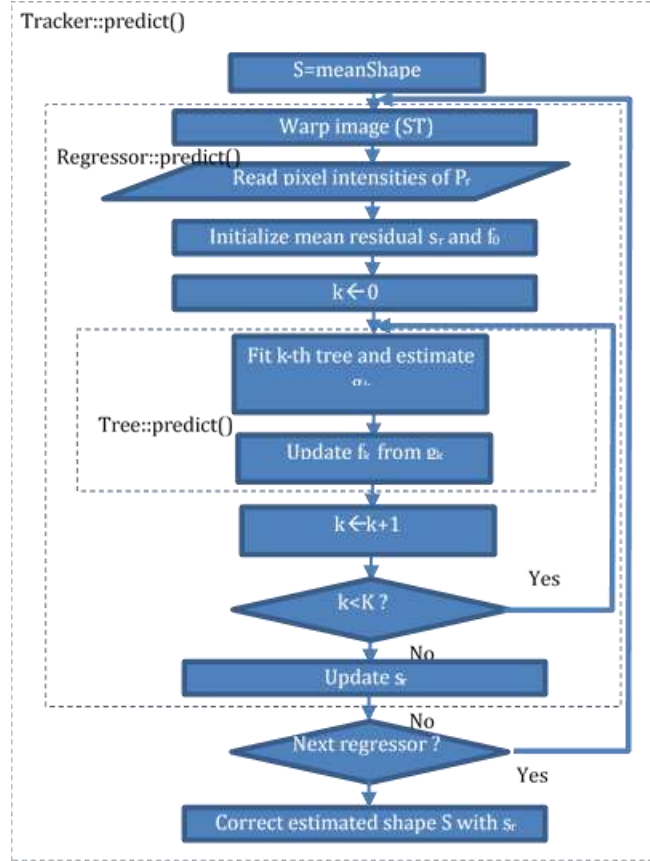 Tracker::predict()
S=meanShape
Warp image (ST)
Regressor::predict()
Read pixel intensities of Pᵣ
Initialize mean residual sᵣ and f₀
k←0
Fit k-th tree and estimate
gₖ
Tree::predict()
Update fₖ from gₖ
k←k+1
Yes
k<K ?
No
Update sᵣ
No
Next regressor ?
Yes
Correct estimated shape S with sᵣ